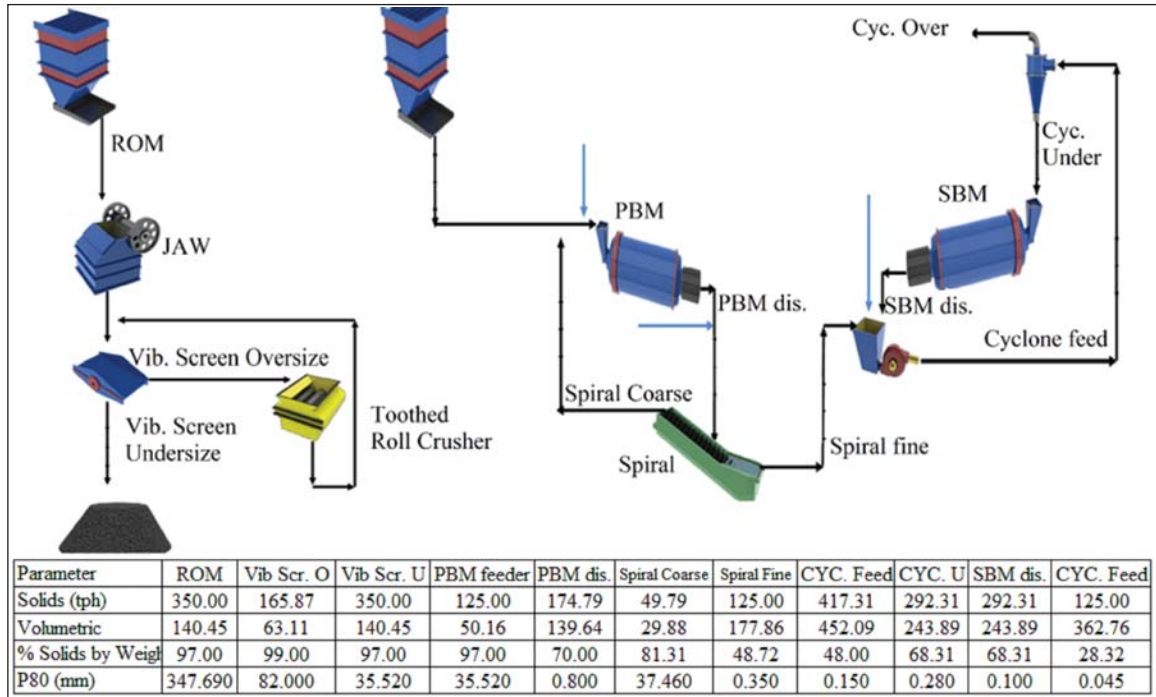 ROM
JAW
Vib. Screen Oversize
Vib. Screen
Undersize
Toothed
Roll Crusher
PBM
PBM dis.
Spiral Coarse
Spiral
Spiral fine
Cyc. Over
Cyc.
Under
SBM
SBM dis.
Cyclone feed
Parameter ROM Vib Scr. O Vib Scr. U PBM feeder PBM dis. Spiral Coarse Spiral Fine CYC. Feed CYC. U SBM dis. CYC. Feed
Solids (tph) 350.00 165.87 350.00 125.00 174.79 49.79 125.00 417.31 292.31 292.31 125.00
Volumetric 140.45 63.11 140.45 50.16 139.64 29.88 177.86 452.09 243.89 243.89 362.76
% Solids by Weigh 97.00 99.00 97.00 97.00 70.00 81.31 48.72 48.00 68.31 68.31 28.32
P80 (mm) 347.690 82.000 35.520 35.520 0.800 37.460 0.350 0.150 0.280 0.100 0.045